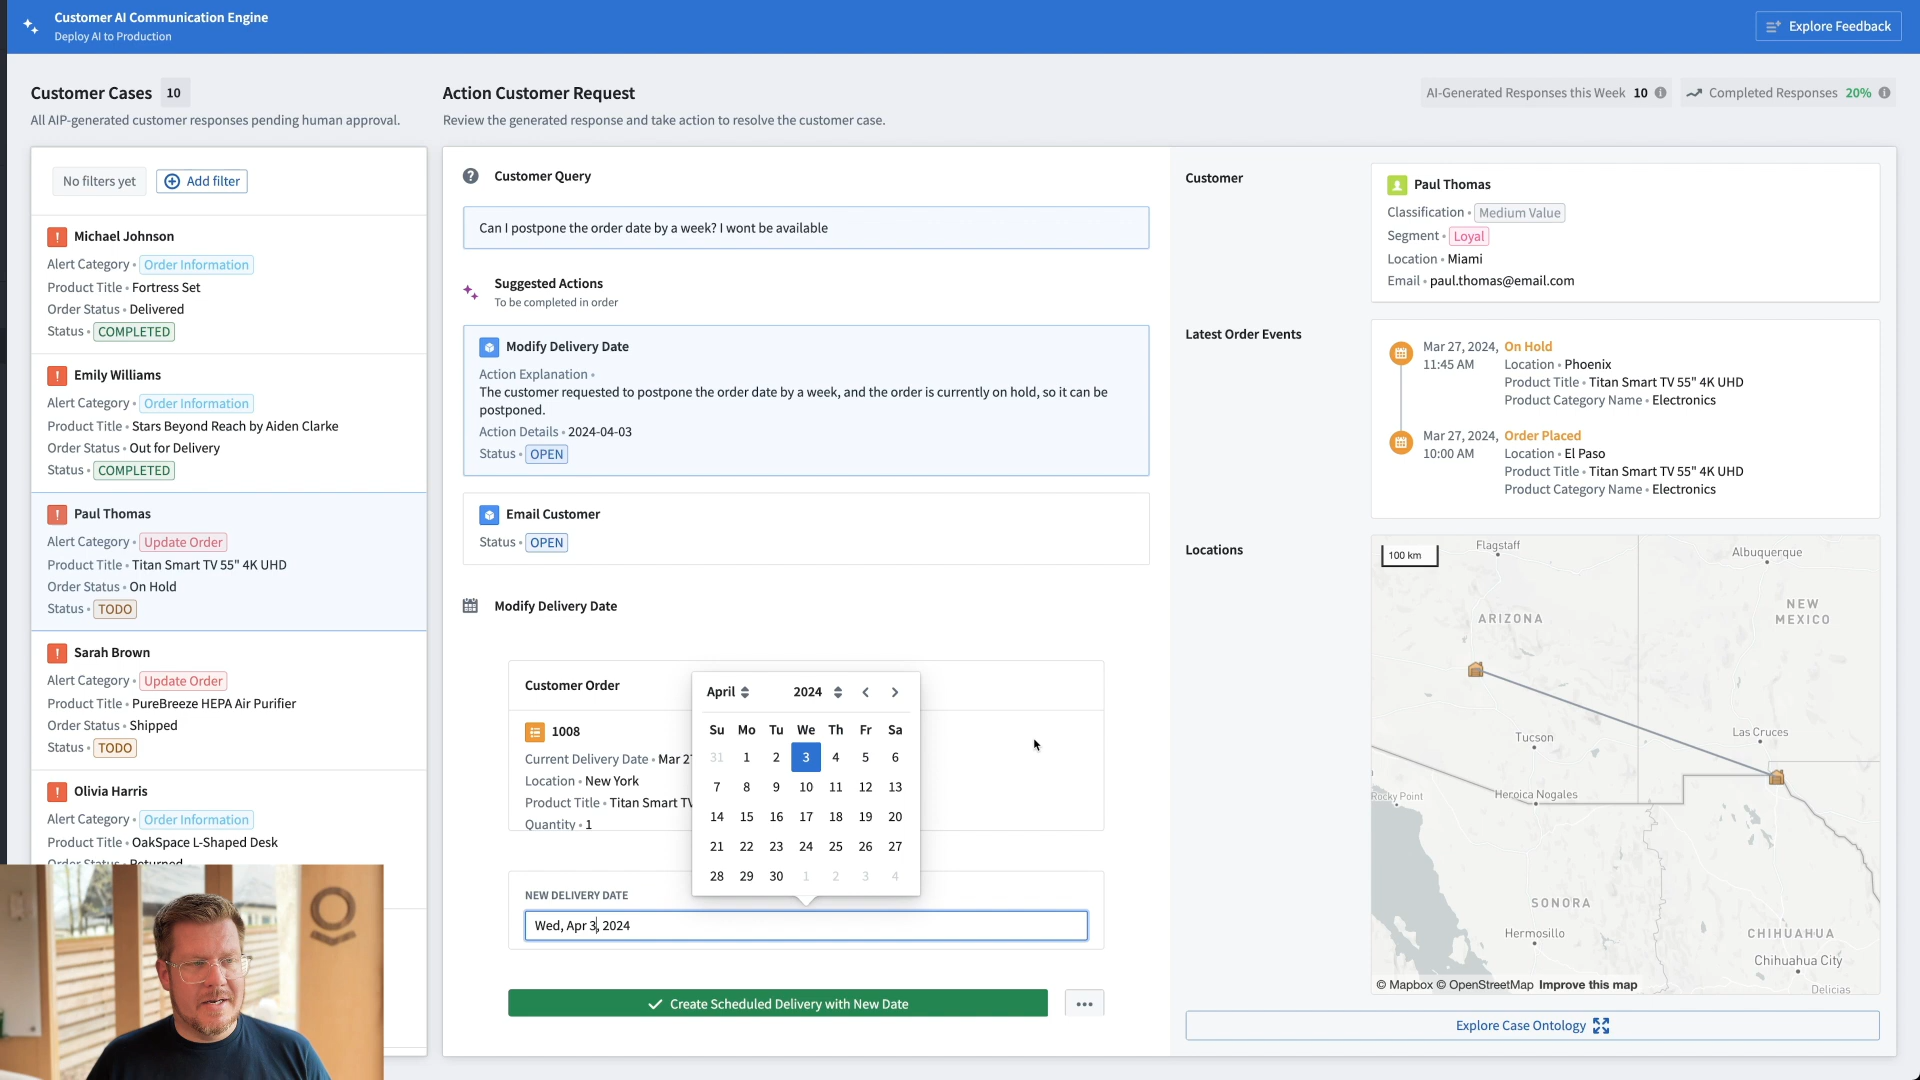 Customer AI Communication Engine
Deploy AI to Production
Explore Feedback
Customer Cases 10
All AIP-generated customer responses pending human approval.
Action Customer Request
Review the generated response and take action to resolve the customer case.
AI-Generated Responses this Week 10
Completed Responses 20%
No filters yet
Add filter
Michael Johnson
Alert Category • Order Information
Product Title • Fortress Set
Order Status • Delivered
Status • COMPLETED
Emily Williams
Alert Category • Order Information
Product Title • Stars Beyond Reach by Aiden Clarke
Order Status • Out for Delivery
Status • COMPLETED
Paul Thomas
Alert Category • Update Order
Product Title • Titan Smart TV 55" 4K UHD
Order Status • On Hold
Status • TODO
Sarah Brown
Alert Category • Update Order
Product Title • PureBreeze HEPA Air Purifier
Order Status • Shipped
Status • TODO
Olivia Harris
Alert Category • Order Information
Product Title • OakSpace L-Shaped Desk
Order Status • Returned
Customer Query
Can I postpone the order date by a week? I wont be available
Suggested Actions
To be completed in order
Modify Delivery Date
Action Explanation •
The customer requested to postpone the order date by a week, and the order is currently on hold, so it can be
postponed.
Action Details • 2024-04-03
Status • OPEN
Email Customer
Status • OPEN
Modify Delivery Date
Customer Order
1008
Current Delivery Date • Mar 27
Location • New York
Product Title • Titan Smart TV
Quantity • 1
April 2024
Su Mo Tu We Th Fr Sa
31 1 2 3 4 5 6
7 8 9 10 11 12 13
14 15 16 17 18 19 20
21 22 23 24 25 26 27
28 29 30 1 2 3 4
NEW DELIVERY DATE
Wed, Apr 3, 2024
Create Scheduled Delivery with New Date
Customer
Paul Thomas
Classification • Medium Value
Segment • Loyal
Location • Miami
Email • paul.thomas@email.com
Latest Order Events
Mar 27, 2024, On Hold
11:45 AM Location • Phoenix
Product Title • Titan Smart TV 55" 4K UHD
Product Category Name • Electronics
Mar 27, 2024, Order Placed
10:00 AM Location • El Paso
Product Title • Titan Smart TV 55" 4K UHD
Product Category Name • Electronics
Locations
100 km
Flagstaff
Albuquerque
NEW
MEXICO
ARIZONA
Tucson
Las Cruces
Rocky Point
Heroica Nogales
SONORA
Hermosillo
CHIHUAHUA
Chihuahua City
Delicias
© Mapbox © OpenStreetMap Improve this map
Explore Case Ontology